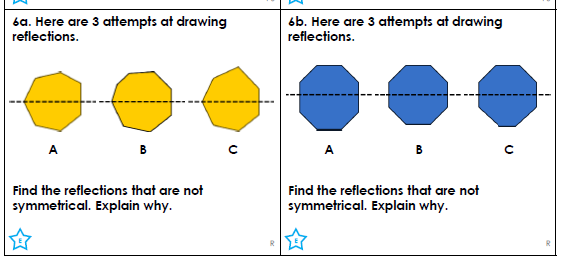 6a. Here are 3 attempts at drawing
reflections.
A B C
Find the reflections that are not
symmetrical. Explain why.
E
R
6b. Here are 3 attempts at drawing
reflections.
A B C
Find the reflections that are not
symmetrical. Explain why.
E
R